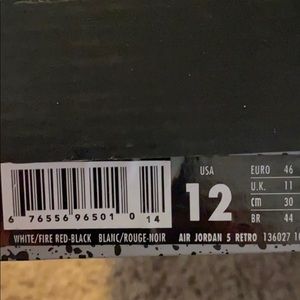 USA
12
EURO 46
U.K. 11
cm 30
BR 44
6 76556 96501 0 14
WHITE/FIRE RED-BLACK BLANC/ROUGE-NOIR AIR JORDAN 5 RETRO 136027